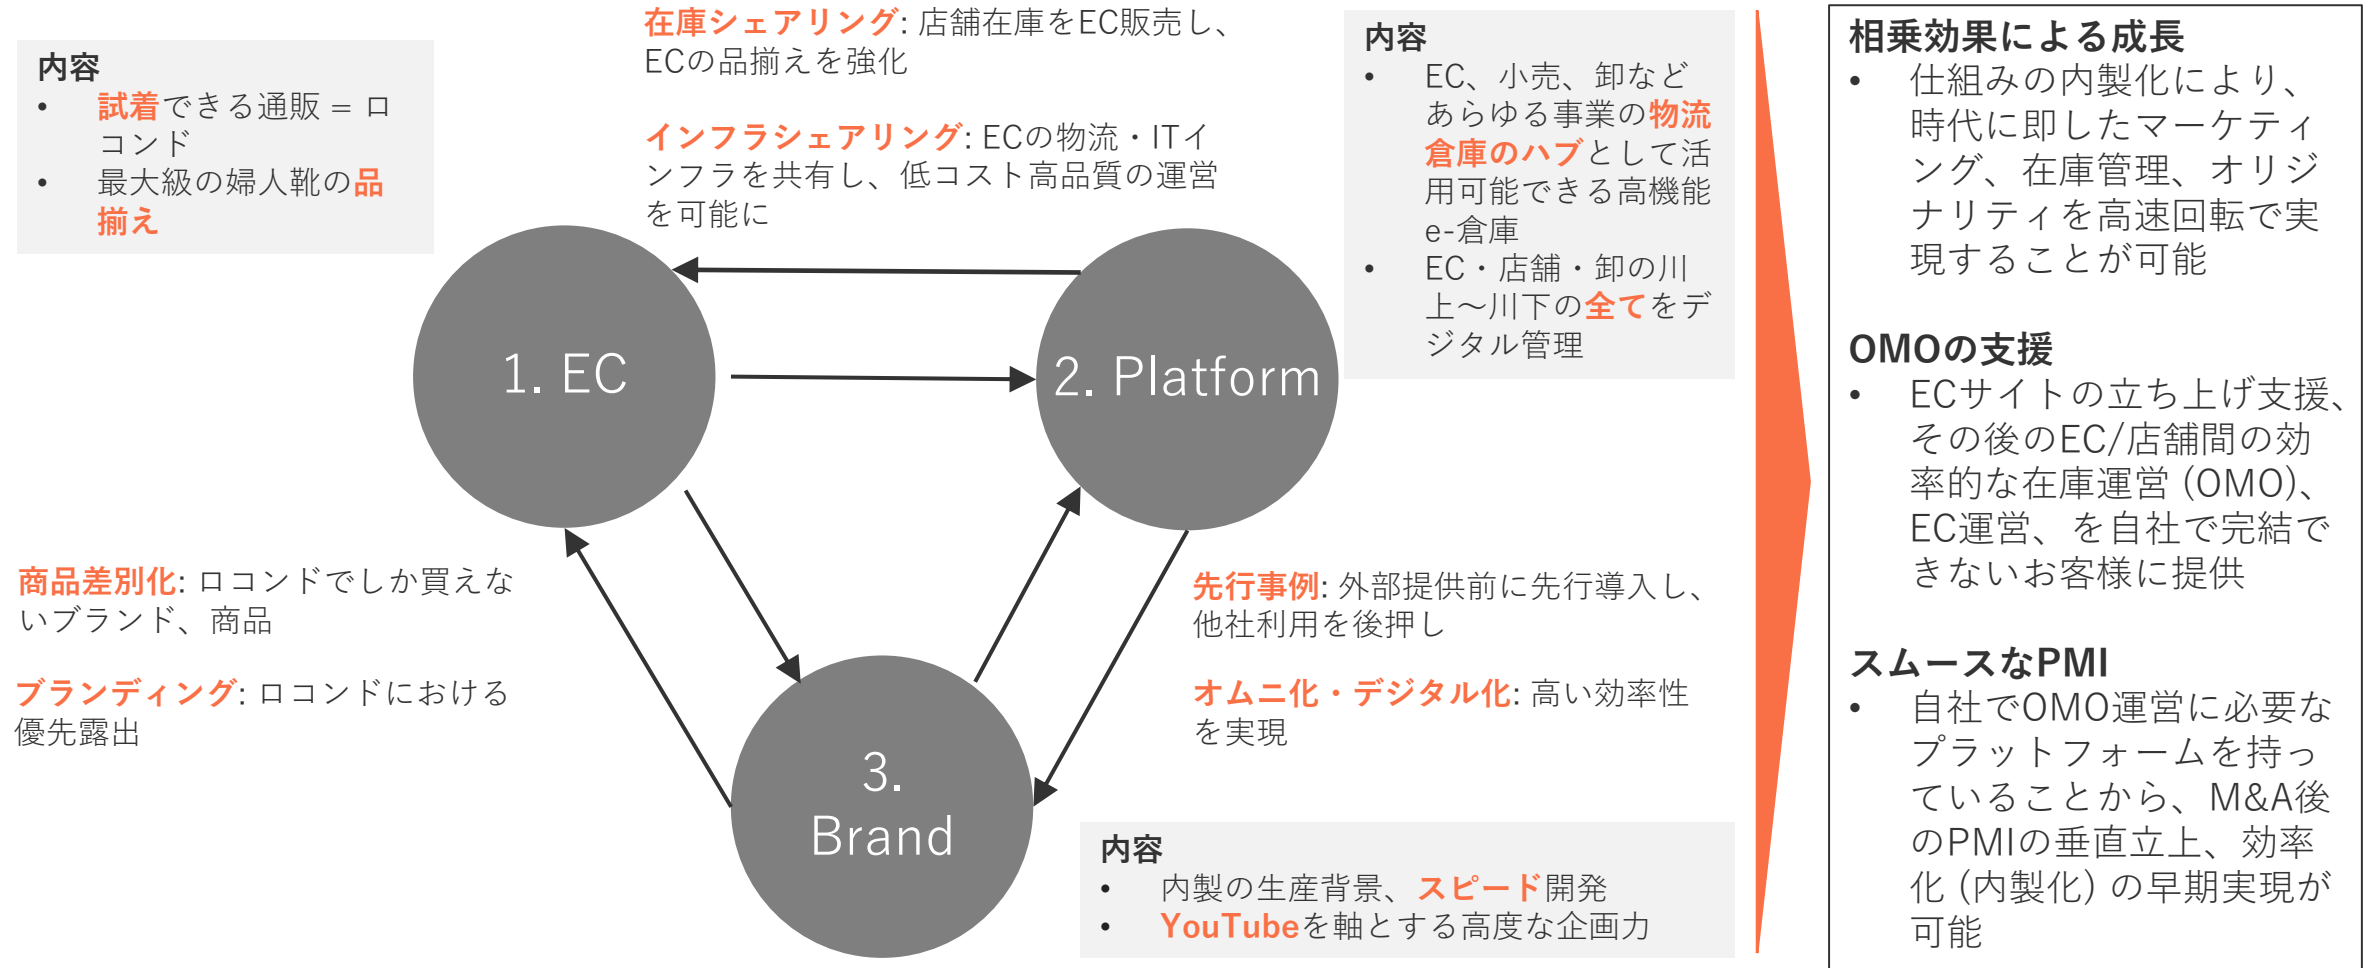 内容
• 試着できる通販 = ロ
コンド
• 最大級の婦人靴の品
揃え
在庫シェアリング: 店舗在庫をEC販売し、
ECの品揃えを強化
インフラシェアリング: ECの物流・ITイ
ンフラを共有し、低コスト高品質の運営
を可能に
内容
• EC、小売、卸など
あらゆる事業の物流
倉庫のハブとして活
用可能できる高機能
e-倉庫
• EC・店舗・卸の川
上～川下の全てをデ
ジタル管理
1. EC
2. Platform
商品差別化: ロコンドでしか買えな
いブランド、商品
ブランディング: ロコンドにおける
優先露出
先行事例: 外部提供前に先行導入し、
他社利用を後押し
オムニ化・デジタル化: 高い効率性
を実現
3.
Brand
内容
• 内製の生産背景、スピード開発
• YouTubeを軸とする高度な企画力
相乗効果による成長
• 仕組みの内製化により、
時代に即したマーケティ
ング、在庫管理、オリジ
ナリティを高速回転で実
現することが可能
OMOの支援
• ECサイトの立ち上げ支援、
その後のEC/店舗間の効
率的な在庫運営 (OMO)、
EC運営、を自社で完結で
きないお客様に提供
スムースなPMI
• 自社でOMO運営に必要な
プラットフォームを持っ
ていることから、M&A後
のPMIの垂直立上、効率
化 (内製化) の早期実現が
可能